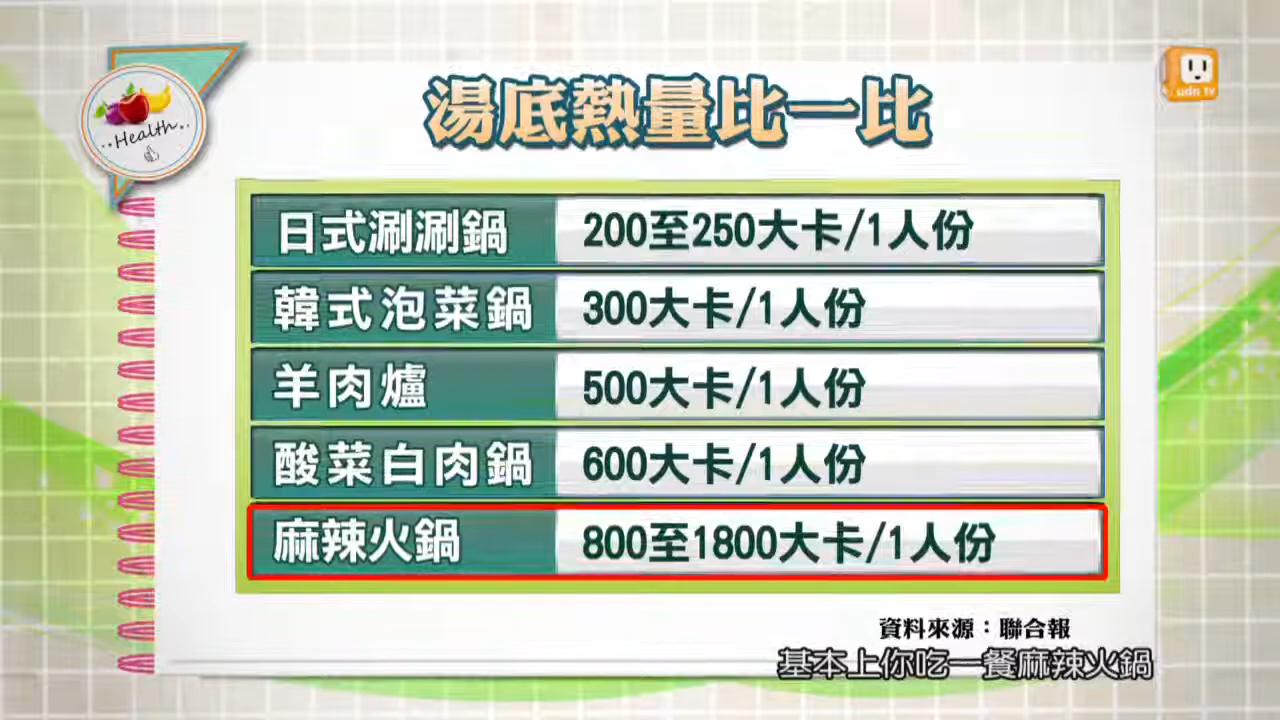 湯底熱量比一比
..Health..
udn tv
日式涮涮鍋 200至250大卡/1人份
韓式泡菜鍋 300大卡/1人份
羊肉爐 500大卡/1人份
酸菜白肉鍋 600大卡/1人份
麻辣火鍋 800至1800大卡/1人份
資料來源：聯合報
基本上你吃一餐麻辣火鍋